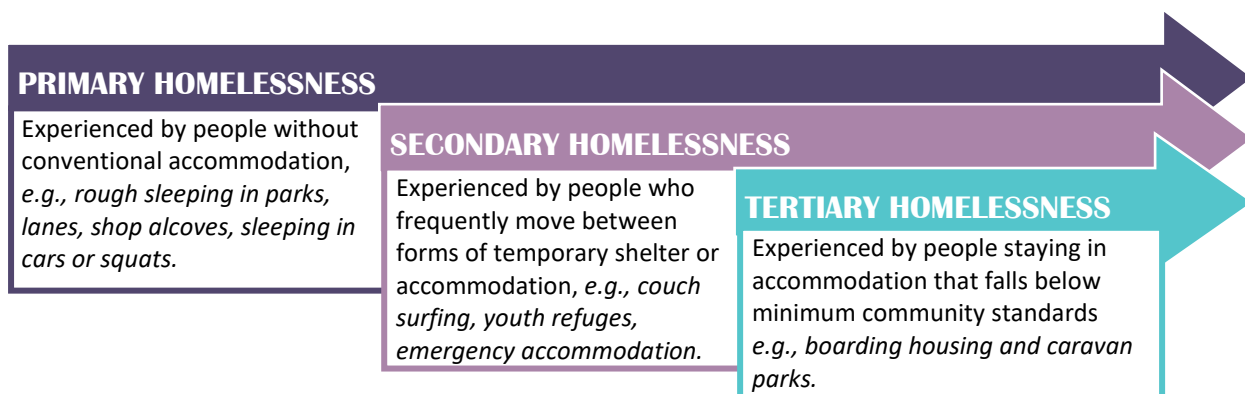 PRIMARY HOMELESSNESS
Experienced by people without
conventional accommodation,
e.g., rough sleeping in parks,
lanes, shop alcoves, sleeping in
cars or squats.
SECONDARY HOMELESSNESS
Experienced by people who
frequently move between
forms of temporary shelter or
accommodation, e.g., couch
surfing, youth refuges,
emergency accommodation.
TERTIARY HOMELESSNESS
Experienced by people staying in
accommodation that falls below
minimum community standards
e.g., boarding housing and caravan
parks.